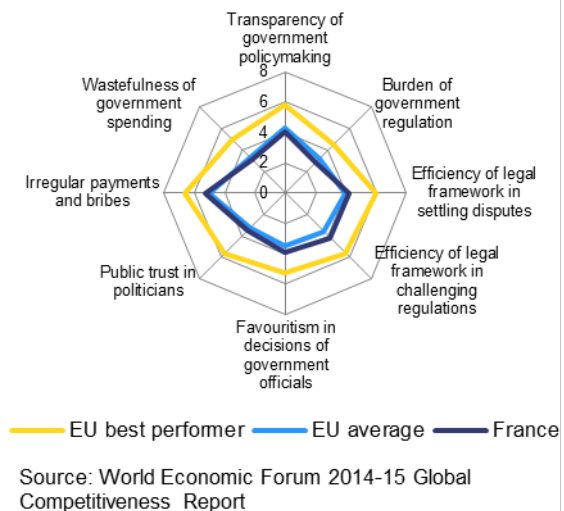 Transparency of
government
policymaking
8
6
4
2
0
Burden of
government
regulation
Efficiency of legal
framework in
settling disputes
Efficiency of legal
framework in
challenging
regulations
Favouritism in
decisions of
government
officials
Public trust in
politicians
Irregular payments
and bribes
Wastefulness of
government
spending
EU best performer EU average France
Source: World Economic Forum 2014-15 Global
Competitiveness Report